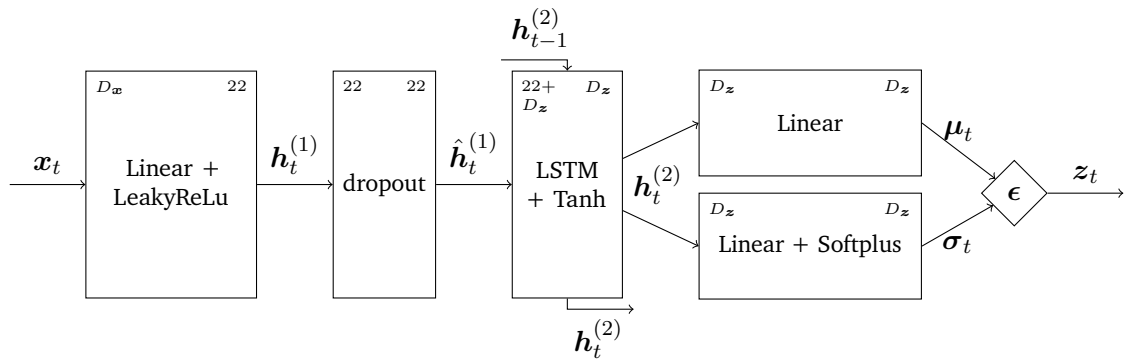 𝒉_{t−1}^{(2)}
D_𝒙 22
22 22
22+ D_𝒛
D_𝒛
D_𝒛 D_𝒛
Linear
𝒙_t
Linear +
LeakyReLu
𝒉_t^{(1)}
dropout
𝒉̂_t^{(1)}
LSTM
+ Tanh
𝒉_t^{(2)}
𝝁_t
D_𝒛 D_𝒛
Linear + Softplus
𝝈_t
𝝐
𝒛_t
𝒉_t^{(2)}